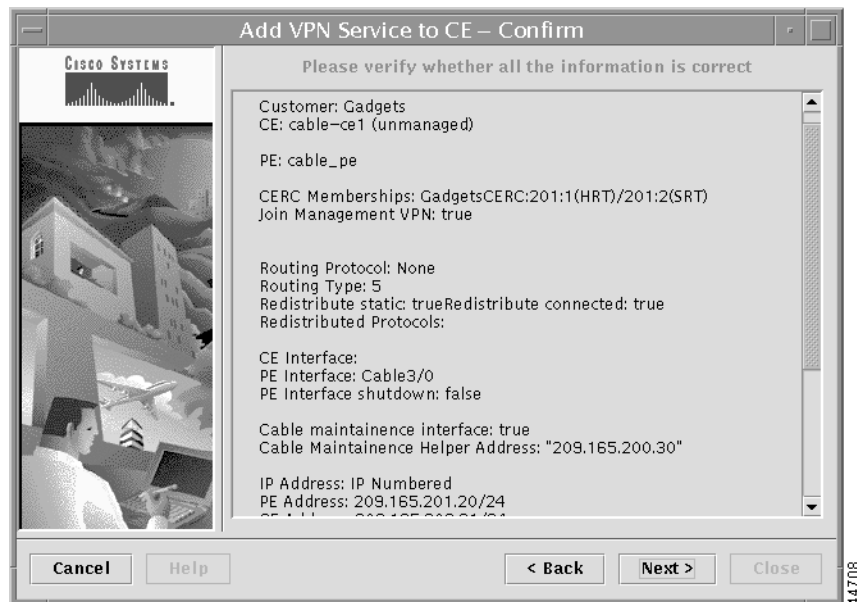 Add VPN Service to CE – Confirm
CISCO SYSTEMS
Please verify whether all the information is correct
Customer: Gadgets
CE: cable-ce1 (unmanaged)
PE: cable_pe
CERC Memberships: GadgetsCERC:201:1(HRT)/201:2(SRT)
Join Management VPN: true
Routing Protocol: None
Routing Type: 5
Redistribute static: trueRedistribute connected: true
Redistributed Protocols:
CE Interface:
PE Interface: Cable3/0
PE Interface shutdown: false
Cable maintainence interface: true
Cable Maintainence Helper Address: "209.165.200.30"
IP Address: IP Numbered
PE Address: 209.165.201.20/24
Cancel
Help
< Back
Next >
Close
44708